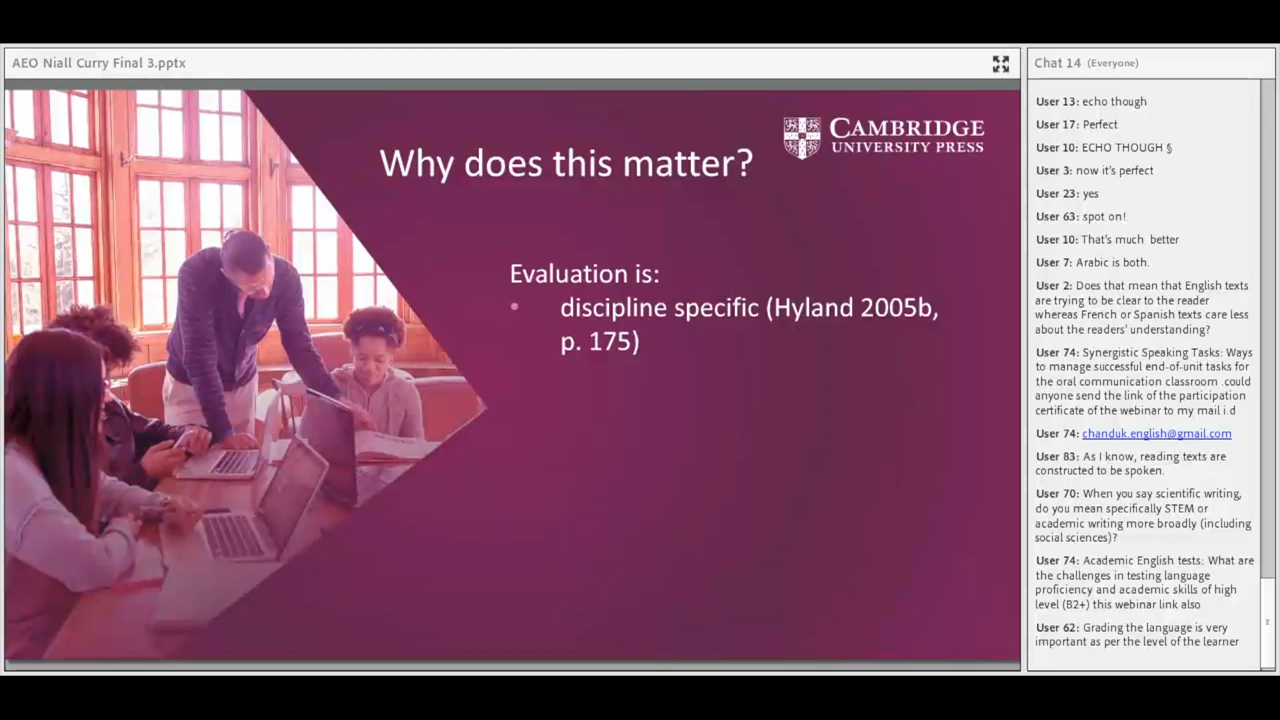 AEO Niall Curry Final 3.pptx
CAMBRIDGE
UNIVERSITY PRESS
Why does this matter?
Evaluation is:
• discipline specific (Hyland 2005b,
p. 175)
Chat 14 (Everyone)
User 13: echo though
User 17: Perfect
User 10: ECHO THOUGH §
User 3: now it's perfect
User 23: yes
User 63: spot on!
User 10: That's much  better
User 7: Arabic is both.
User 2: Does that mean that English texts
are trying to be clear to the reader
whereas French or Spanish texts care less
about the readers' understanding?
User 74: Synergistic Speaking Tasks: Ways
to manage successful end-of-unit tasks for
the oral communication classroom .could
anyone send the link of the participation
certificate of the webinar to my mail i.d
User 74: chanduk.english@gmail.com
User 83: As I know, reading texts are
constructed to be spoken.
User 70: When you say scientific writing,
do you mean specifically STEM or
academic writing more broadly (including
social sciences)?
User 74: Academic English tests: What are
the challenges in testing language
proficiency and academic skills of high
level (B2+) this webinar link also
User 62: Grading the language is very
important as per the level of the learner